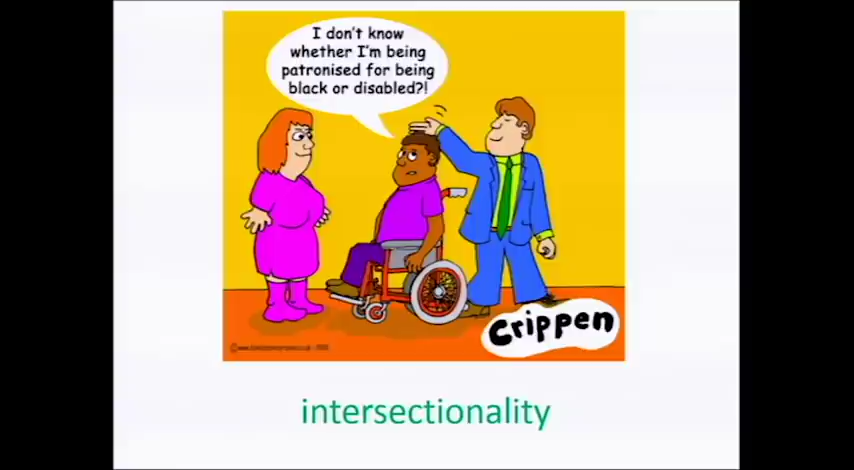 I don't know
whether I'm being
patronised for being
black or disabled?!
Crippen
intersectionality